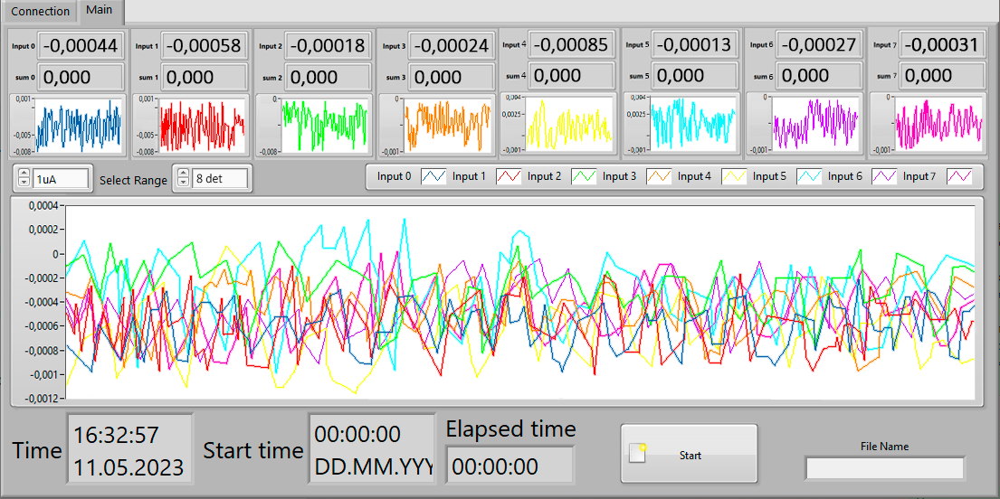 Connection Main
Input 0 -0,00044 Input 1 -0,00058 Input 2 -0,00018 Input 3 -0,00024 Input 4 -0,00085 Input 5 -0,00013 Input 6 -0,00027 Input 7 -0,00031
sum 0 0,000 sum 1 0,000 sum 2 0,000 sum 3 0,000 sum 4 0,000 sum 5 0,000 sum 6 0,000 sum 7 0,000
0,001 0,001 0 0 0,004 0,004 0 0
-0,005 -0,005 0,0025 0,0025
-0,008 -0,008 -0,001 -0,001 -0,001 -0,001 -0,001
1uA Select Range 8 det Input 0 Input 1 Input 2 Input 3 Input 4 Input 5 Input 6 Input 7
0,0004
0,0002
0
-0,0002
-0,0004
-0,0006
-0,0008
-0,001
-0,0012
Time 16:32:57
11.05.2023
Start time 00:00:00
DD.MM.YYY
Elapsed time
00:00:00
Start
File Name